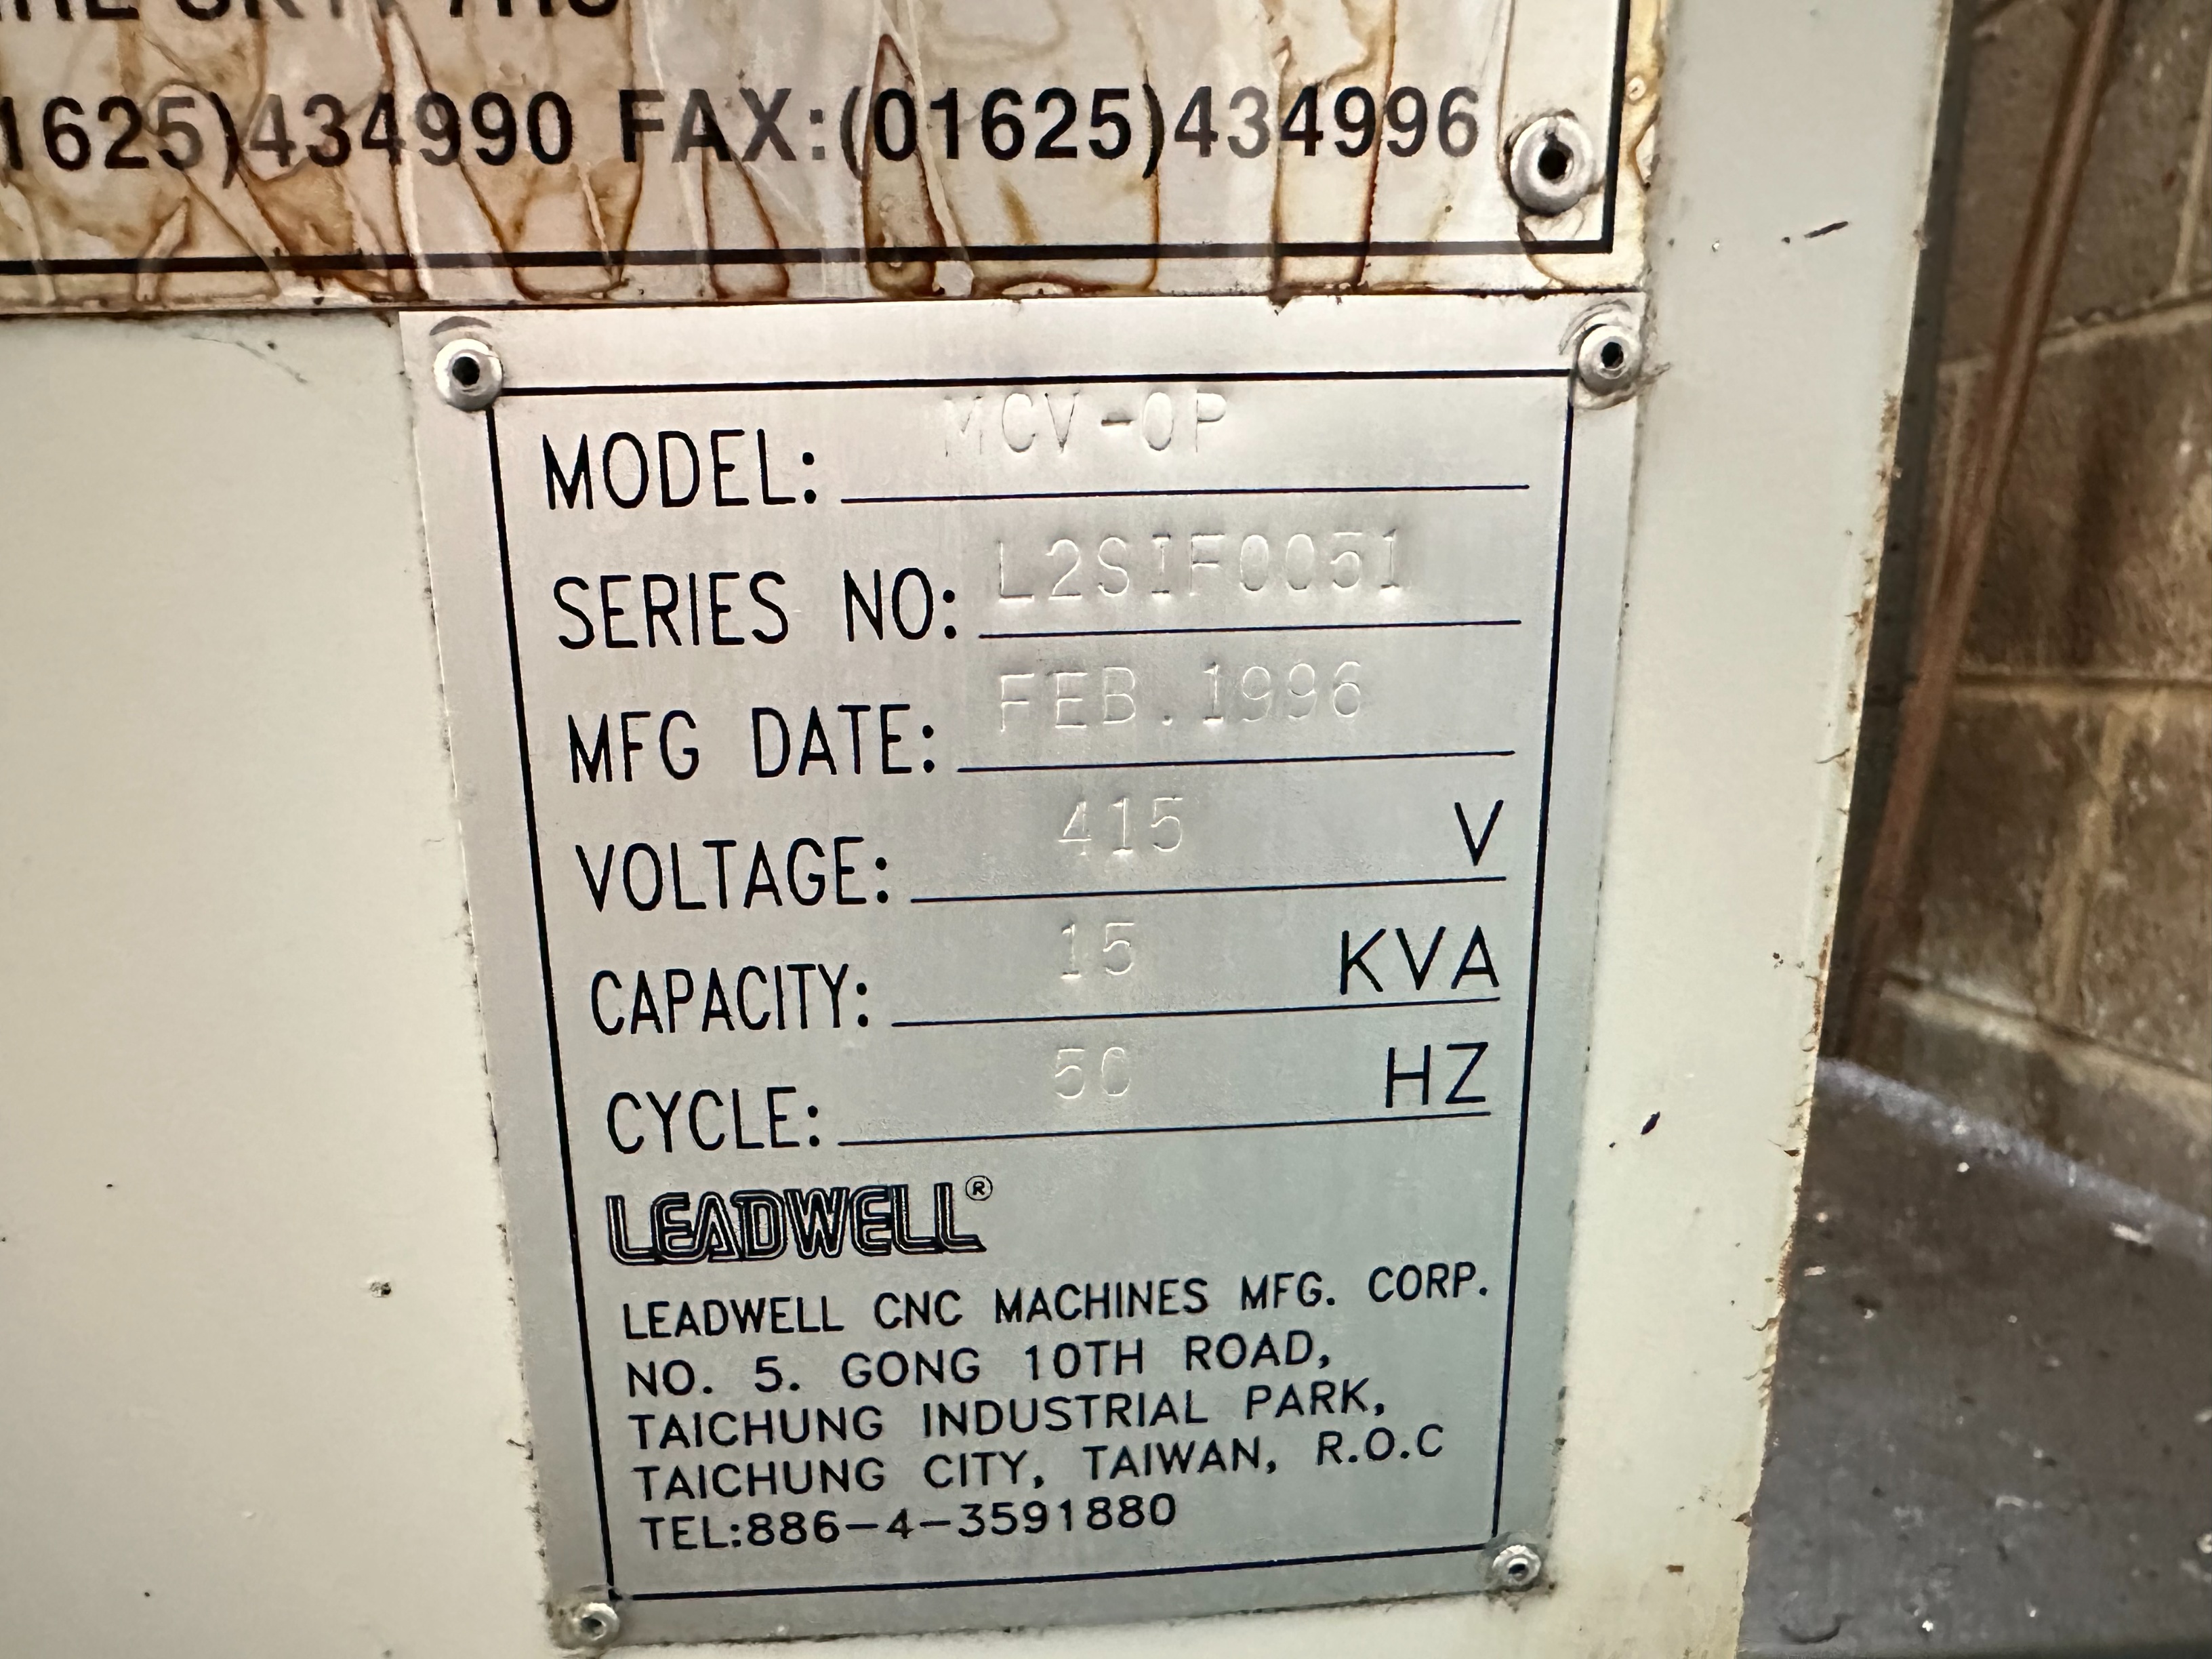 1625)434990 FAX:(01625)434996
MODEL: MCV-0P
SERIES NO: L2SIF0051
MFG DATE: FEB.1996
VOLTAGE: 415 V
CAPACITY: 15 KVA
CYCLE: 50 HZ
LEADWELL®
LEADWELL CNC MACHINES MFG. CORP.
NO. 5. GONG 10TH ROAD,
TAICHUNG INDUSTRIAL PARK,
TAICHUNG CITY, TAIWAN, R.O.C
TEL:886-4-3591880